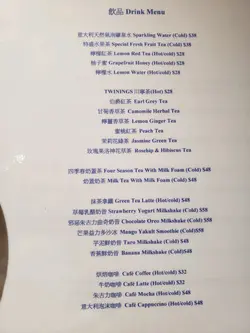 飲品 Drink Menu
意大利天然氣泡礦泉水 Sparkling Water (Cold) $38
特選水果茶 Special Fresh Fruit Tea (Cold) $58
檸檬紅茶 Lemon Red Tea (Hot/cold) $38
柚子蜜 Grapefruit Honey (Hot/cold) $38
檸檬水 Lemon Water (Hot/cold) $38
TWININGS 川寧茶(Hot) $28
伯爵紅茶 Earl Grey Tea
甘菊香草茶 Camomile Herbal Tea
檸薑香草茶 Lemon Ginger Tea
蜜桃紅茶 Peach Tea
茉莉花綠茶 Jasmine Green Tea
玫瑰果洛神花草茶 Rosehip & Hibiscus Tea
四季春奶蓋茶 Four Season Tea With Milk Foam (Cold) $48
奶蓋奶茶 Milk Tea With Milk Foam (Cold) $48
抹茶拿鐵 Green Tea Latte (Hot/cold) $48
草莓乳酪奶昔 Strawberry Yogurt Milkshake (Cold) $58
朱古力曲奇奶昔 Chocolate Oreo Milkshake (Cold) $58
芒果益力多沙冰 Mango Yakult Smoothie (Cold)$58
芋泥鮮奶昔 Taro Milkshake (Cold) $48
香蕉鮮奶昔 Banana Milkshake (Cold)$48
烘焙咖啡 Café Coffee (Hot/cold) $32
牛奶咖啡 Café Latte (Hot/cold) $32
朱古力咖啡 Café Mocha (Hot/cold) $48
意大利泡沫咖啡 Café Cappuccino (Hot/cold) $48